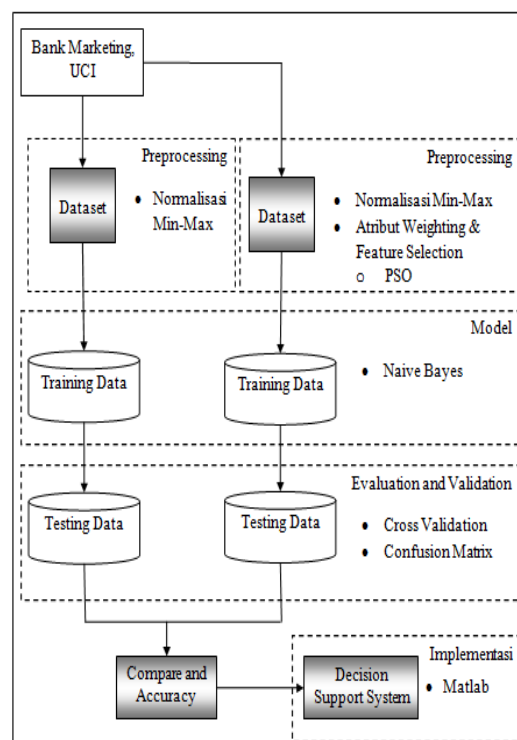 Bank Marketing,
UCI
Preprocessing
Dataset
• Normalisasi
Min-Max
Preprocessing
Dataset
• Normalisasi Min-Max
• Atribut Weighting &
Feature Selection
o PSO
Model
Training Data
Training Data
• Naive Bayes
Evaluation and Validation
Testing Data
Testing Data
• Cross Validation
• Confusion Matrix
Compare and
Accuracy
Implementasi
Decision
Support System
• Matlab